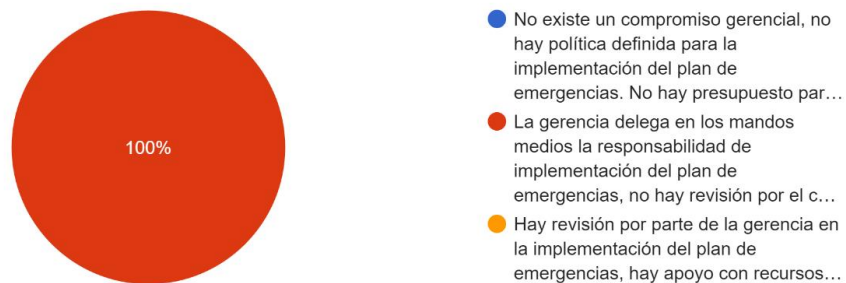 100%
No existe un compromiso gerencial, no
hay política definida para la
implementación del plan de
emergencias. No hay presupuesto par…
La gerencia delega en los mandos
medios la responsabilidad de
implementación del plan de
emergencias, no hay revisión por el c…
Hay revisión por parte de la gerencia en
la implementación del plan de
emergencias, hay apoyo con recursos…